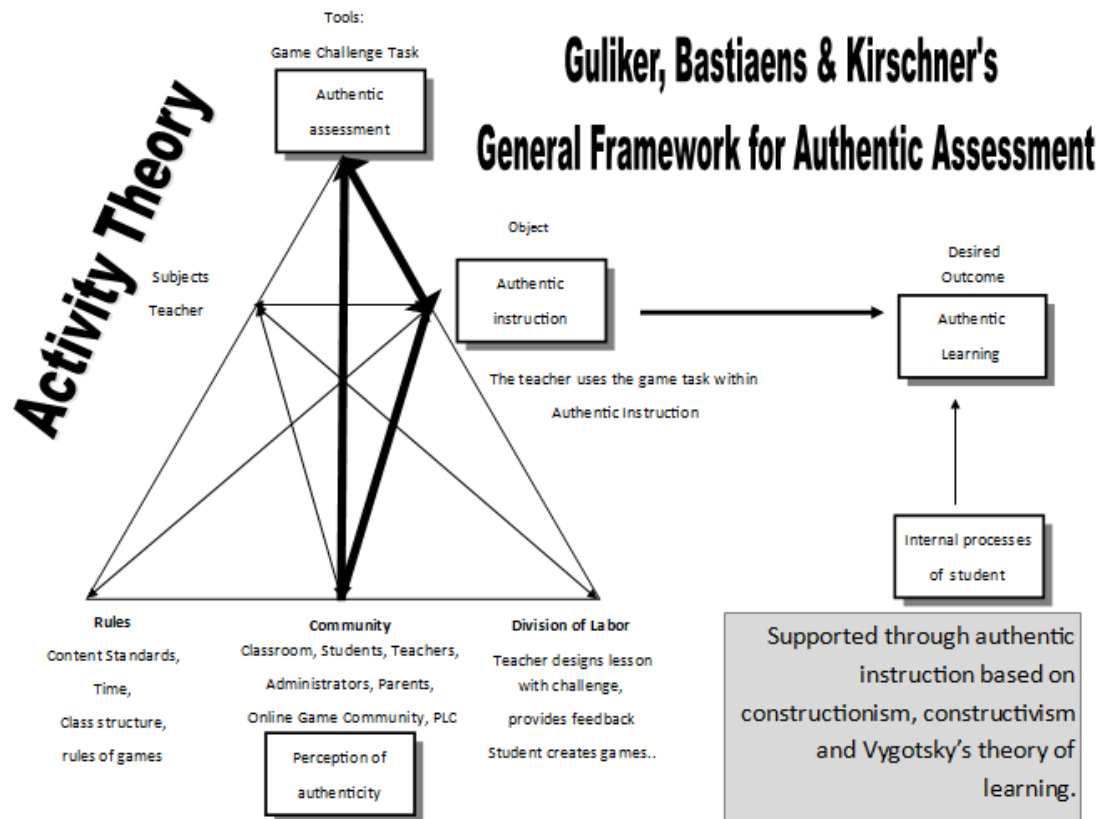 Tools:
Game Challenge Task
Authentic
assessment
Guliker, Bastiaens & Kirschner's
General Framework for Authentic Assessment
Activity Theory
Subjects
Teacher
Object
Authentic
instruction
The teacher uses the game task within
Authentic Instruction
Desired
Outcome
Authentic
Learning
Internal processes
of student
Rules
Content Standards,
Time,
Class structure,
rules of games
Community
Classroom, Students, Teachers,
Administrators, Parents,
Online Game Community, PLC
Perception of
authenticity
Division of Labor
Teacher designs lesson
with challenge,
provides feedback
Student creates games..
Supported through authentic
instruction based on
constructionism, constructivism
and Vygotsky’s theory of
learning.